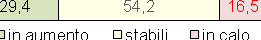 29,4 54,2 16,5
in aumento stabili in calo